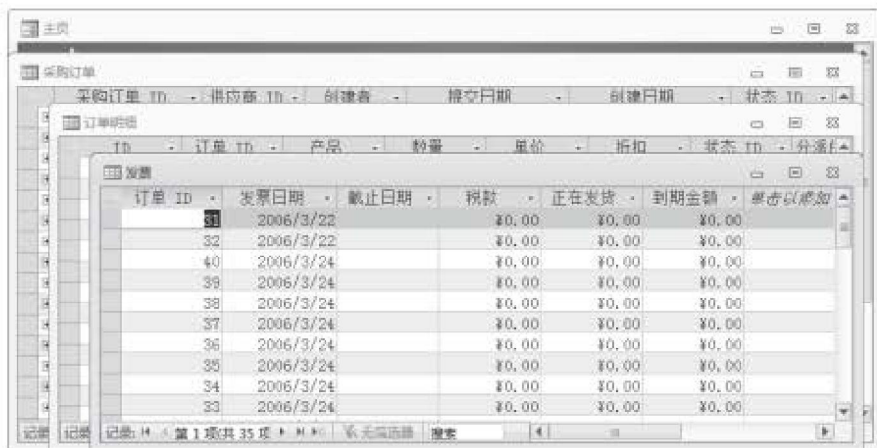 主页
采购订单
采购订单 ID 供应商 ID 创建者 提交日期 创建日期 状态 ID
订单明细
ID 订单 ID 产品 数量 单价 折扣 状态 ID 分派
发票
订单 ID 发票日期 截止日期 税款 正在发货 到期金额 单击以添加
31 2006/3/22 ¥0.00 ¥0.00 ¥0.00
32 2006/3/22 ¥0.00 ¥0.00 ¥0.00
40 2006/3/24 ¥0.00 ¥0.00 ¥0.00
39 2006/3/24 ¥0.00 ¥0.00 ¥0.00
38 2006/3/24 ¥0.00 ¥0.00 ¥0.00
37 2006/3/24 ¥0.00 ¥0.00 ¥0.00
36 2006/3/24 ¥0.00 ¥0.00 ¥0.00
35 2006/3/24 ¥0.00 ¥0.00 ¥0.00
34 2006/3/24 ¥0.00 ¥0.00 ¥0.00
33 2006/3/24 ¥0.00 ¥0.00 ¥0.00
记录 记录 记录: 第 1 项(共 35 项 无筛选器 搜索